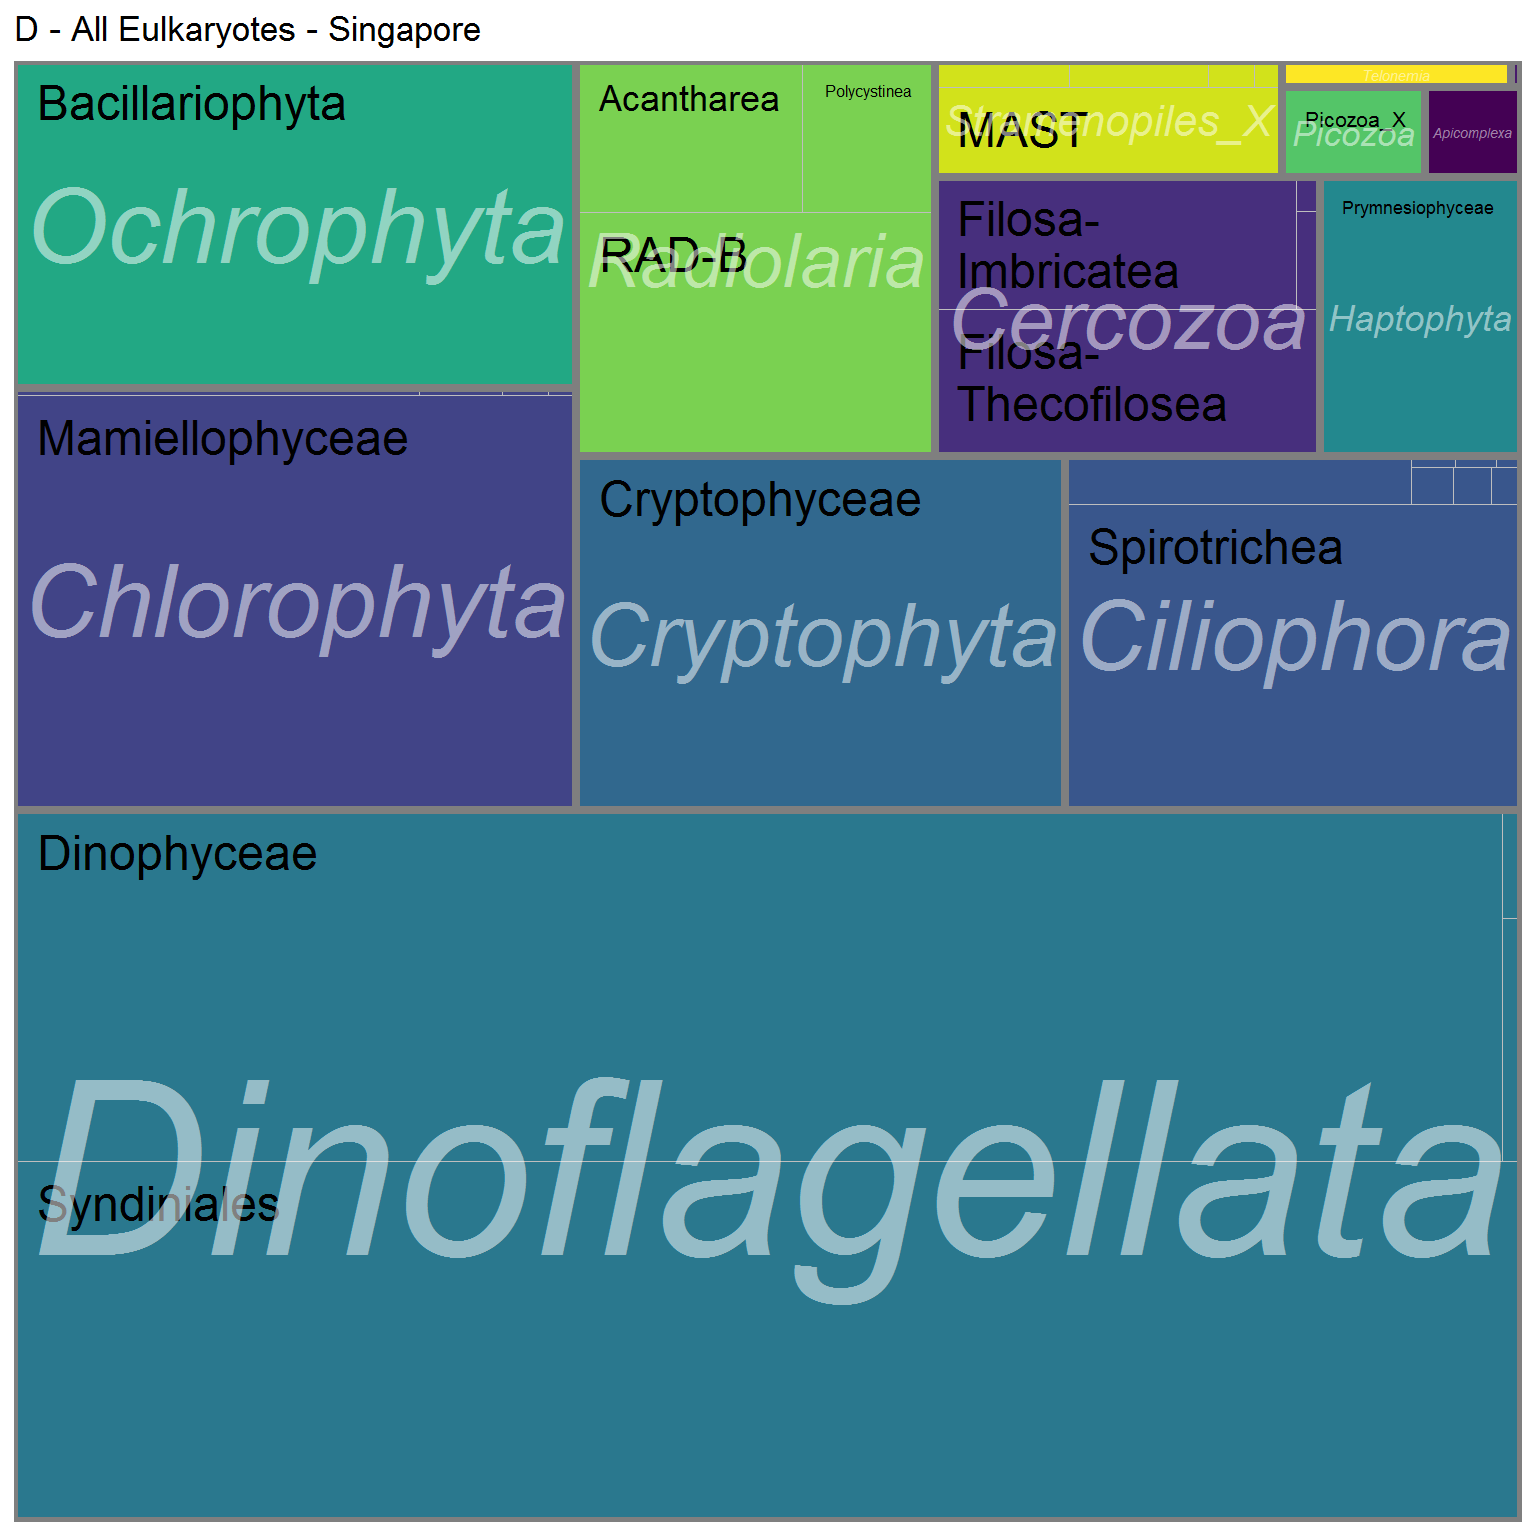 D - All Eulkaryotes - Singapore
Bacillariophyta
Ochrophyta
Acantharea
Polycystinea
RAD-B
Radiolaria
MAST
Stramenopiles_X
Telonemia
Picozoa_X
Picozoa
Apicomplexa
Filosa-
Imbricatea
Cercozoa
Filosa-
Thecofilosea
Prymnesiophyceae
Haptophyta
Mamiellophyceae
Chlorophyta
Cryptophyceae
Cryptophyta
Spirotrichea
Ciliophora
Dinophyceae
Dinoflagellata
Syndiniales